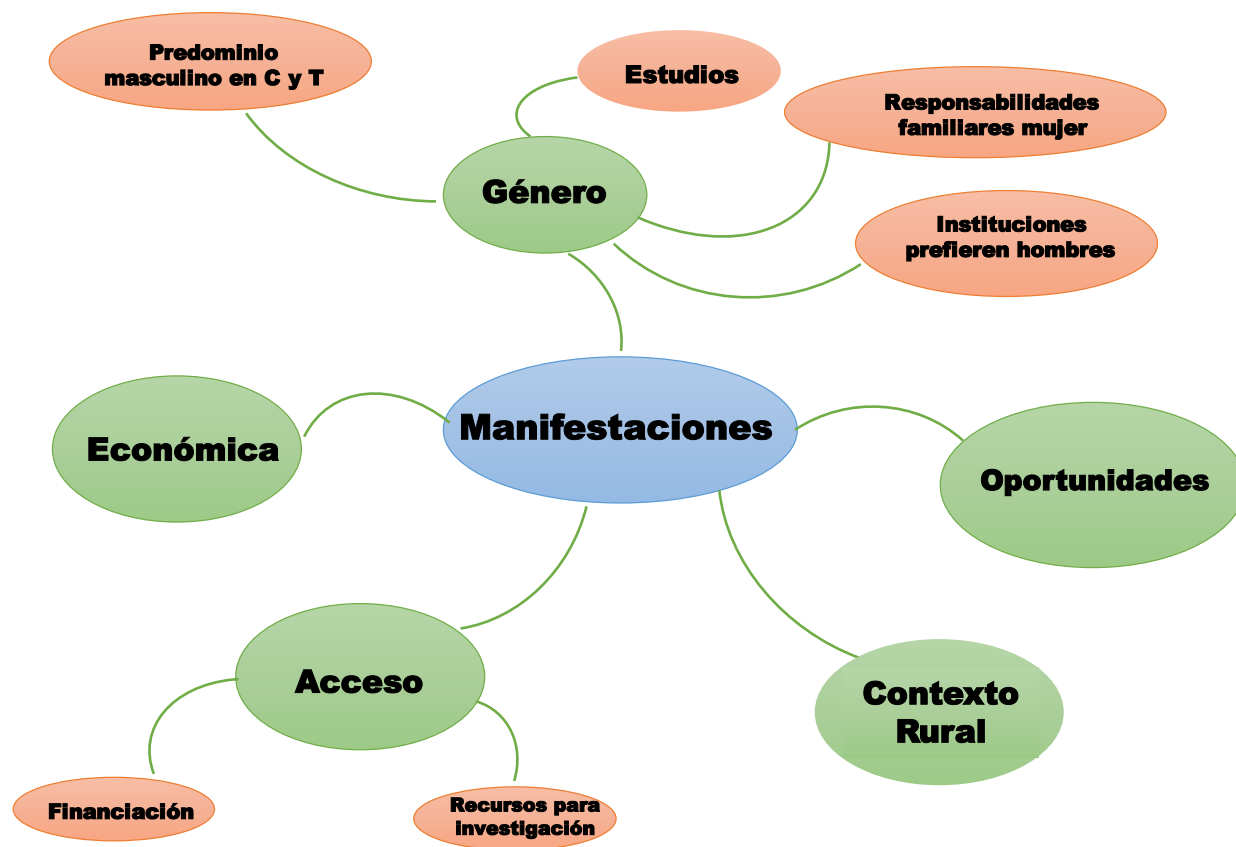 Predominio
masculino en C y T
Estudios
Responsabilidades
familiares mujer
Género
Instituciones
prefieren hombres
Manifestaciones
Económica
Oportunidades
Acceso
Contexto
Rural
Financiación
Recursos para
investigación